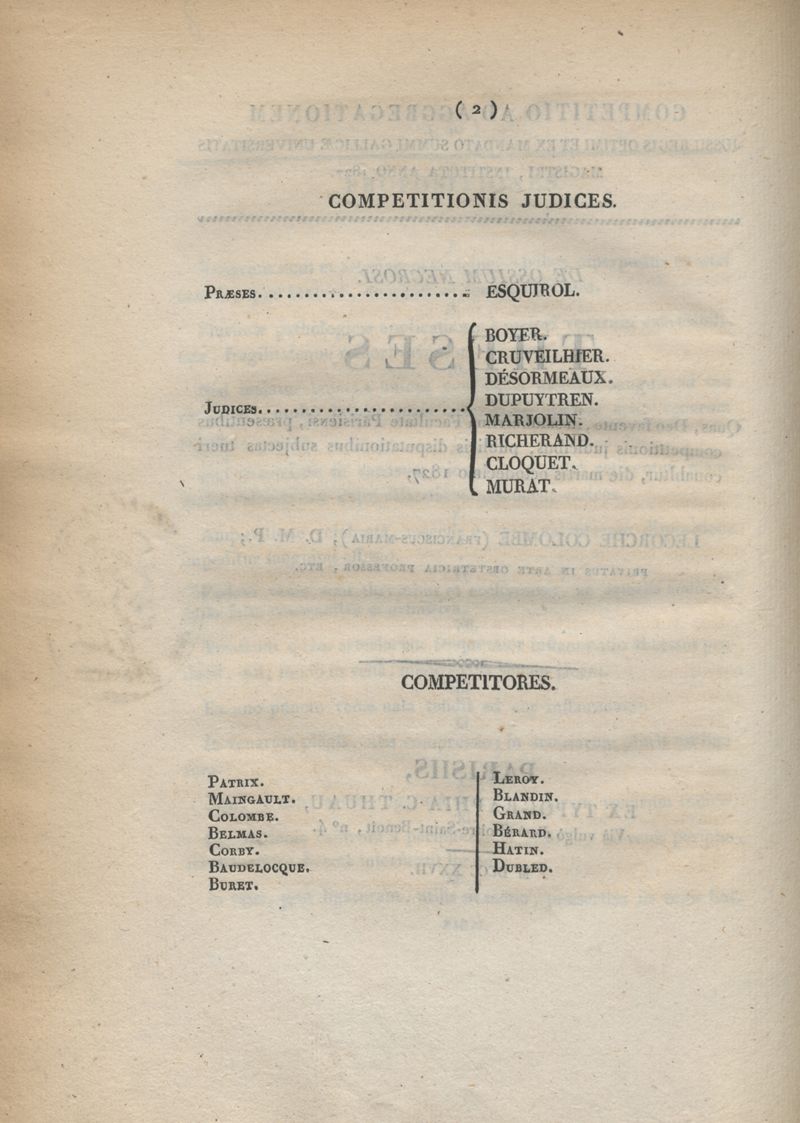 ( 2 )
COMPETITIONIS JUDICES.
PRÆSES. ........................ ESQUIROL.
JUDICES. ........................
BOYER.
CRUVEILHIER.
DÉSORMEAUX.
DUPUYTREN.
MARJOLIN.
RICHERAND.
CLOQUET.
MURAT.
COMPETITORES.
PATRIX.
MAINGAULT.
COLOMBE.
BELMAS.
CORBY.
BAUDELOCQUE.
BURET.
LEROY.
BLANDIN.
GRAND.
BÉRARD.
HATIN.
DUBLED.